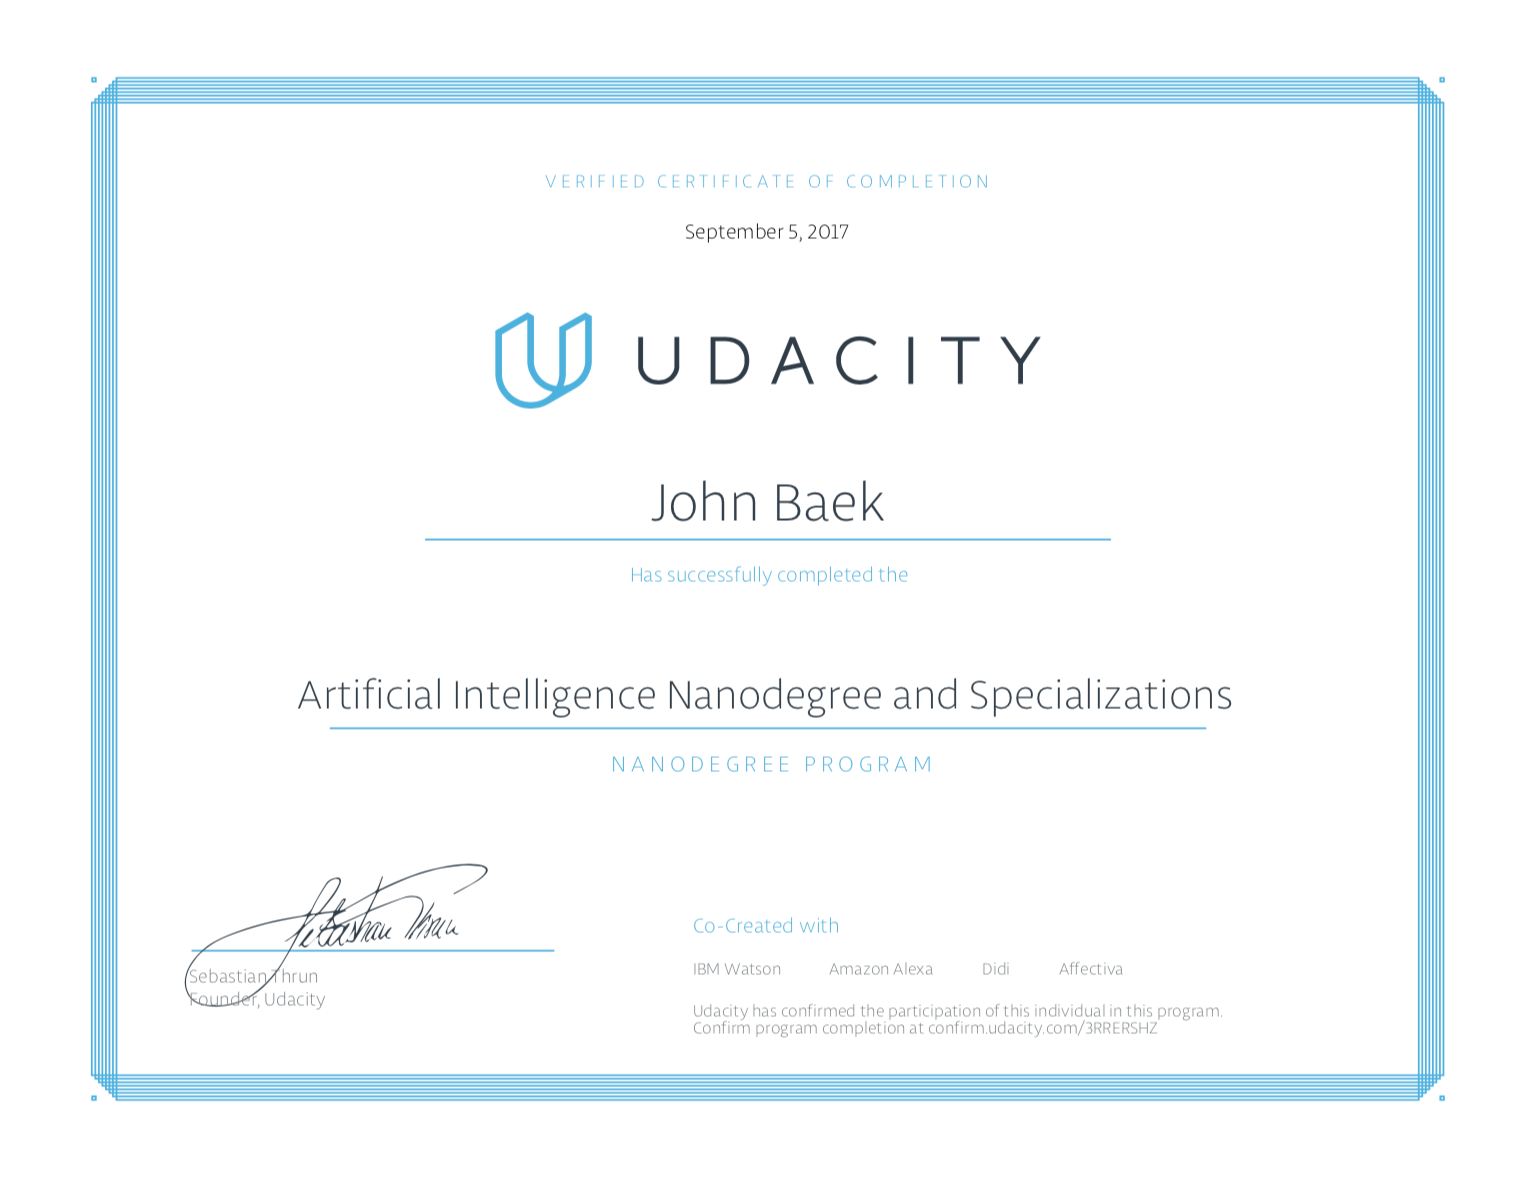 VERIFIED CERTIFICATE OF COMPLETION
September 5, 2017
UDACITY
John Baek
Has successfully completed the
Artificial Intelligence Nanodegree and Specializations
NANODEGREE PROGRAM
Sebastian Thrun
Sebastian Thrun
Founder, Udacity
Co-Created with
IBM Watson Amazon Alexa Didi Affectiva
Udacity has confirmed the participation of this individual in this program.
Confirm program completion at confirm.udacity.com/3RRERSHZ